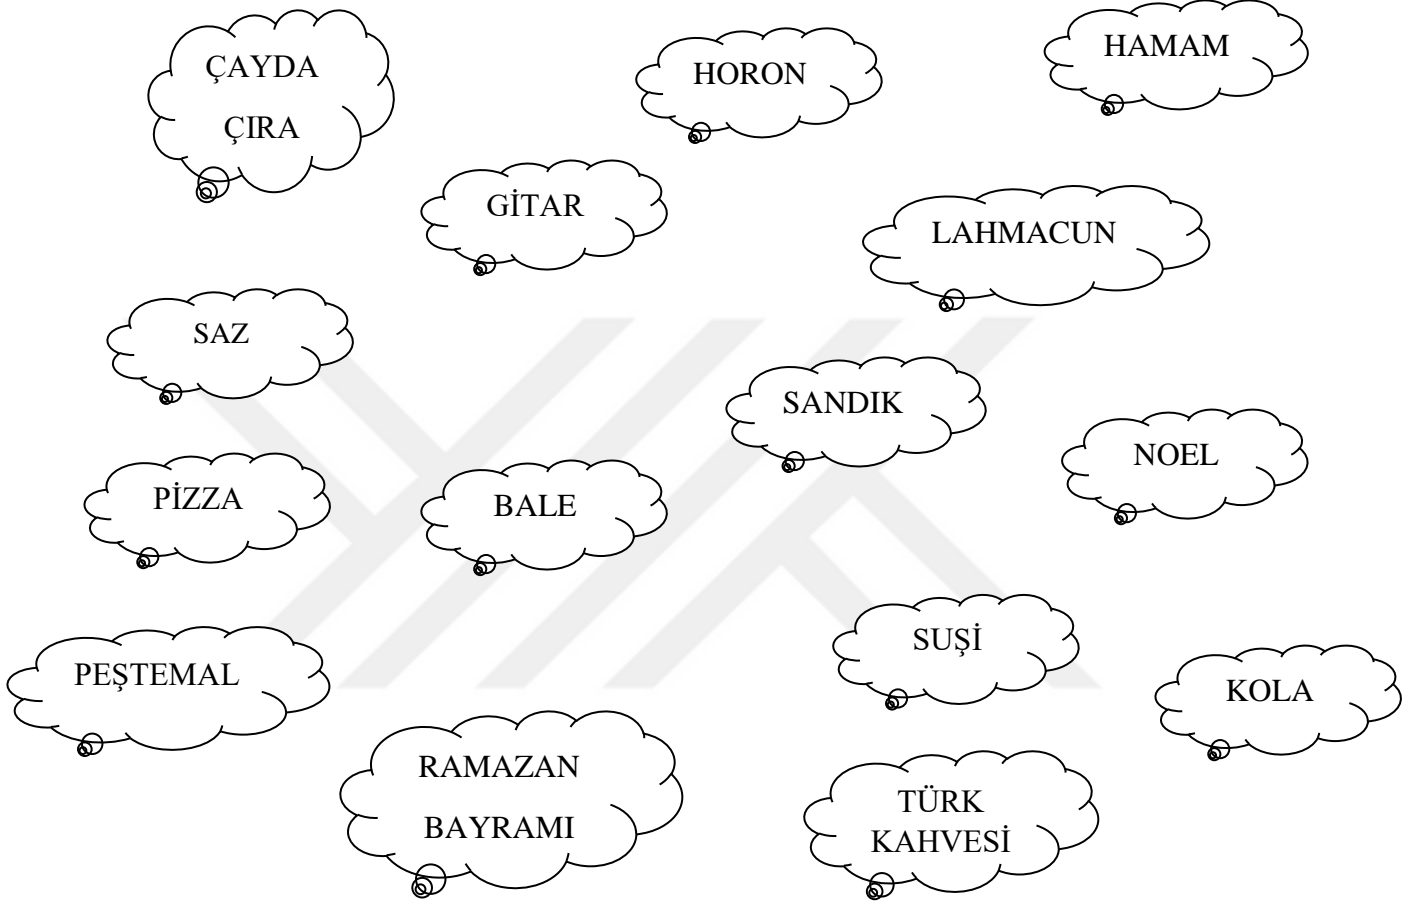 ÇAYDA
ÇIRA
HORON
HAMAM
GİTAR
LAHMACUN
SAZ
SANDIK
NOEL
PİZZA
BALE
PEŞTEMAL
SUŞİ
KOLA
RAMAZAN
BAYRAMI
TÜRK
KAHVESİ